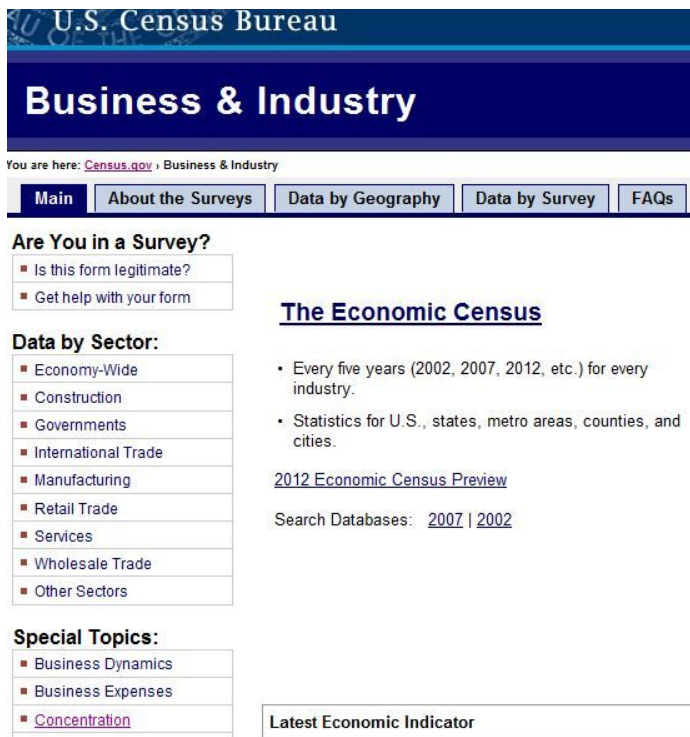 U.S. Census Bureau
Business & Industry
You are here: Census.gov › Business & Industry
Main
About the Surveys
Data by Geography
Data by Survey
FAQs
Are You in a Survey?
Is this form legitimate?
Get help with your form
Data by Sector:
Economy-Wide
Construction
Governments
International Trade
Manufacturing
Retail Trade
Services
Wholesale Trade
Other Sectors
Special Topics:
Business Dynamics
Business Expenses
Concentration
The Economic Census
• Every five years (2002, 2007, 2012, etc.) for every
industry.
• Statistics for U.S., states, metro areas, counties, and
cities.
2012 Economic Census Preview
Search Databases: 2007 | 2002
Latest Economic Indicator